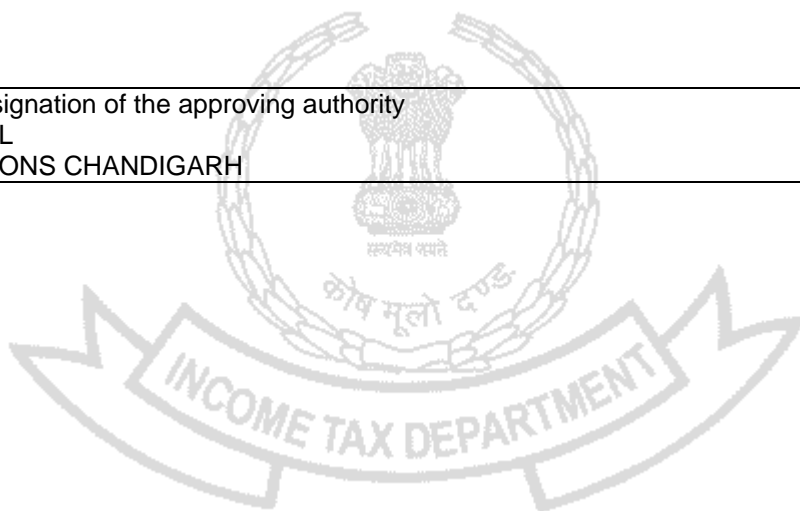 signation of the approving authority
L
ONS CHANDIGARH
सत्यमेव जयते
कोष मूलो दण्डः
INCOME TAX DEPARTMENT